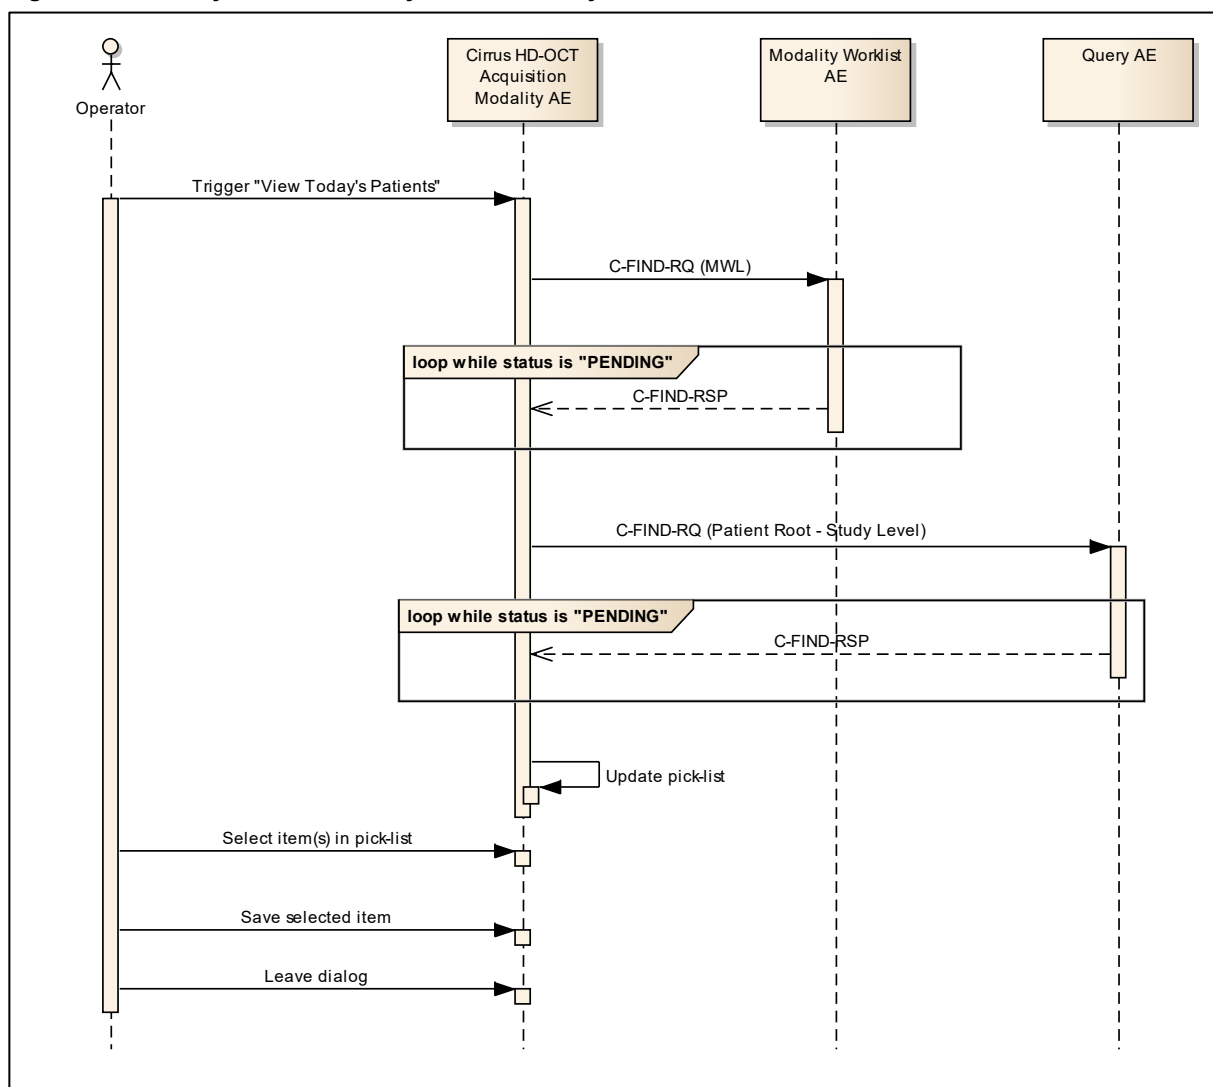 Operator
Cirrus HD-OCT
Acquisition
Modality AE
Modality Worklist
AE
Query AE
Trigger "View Today's Patients"
C-FIND-RQ (MWL)
loop while status is "PENDING"
C-FIND-RSP
C-FIND-RQ (Patient Root - Study Level)
loop while status is "PENDING"
C-FIND-RSP
Update pick-list
Select item(s) in pick-list
Save selected item
Leave dialog